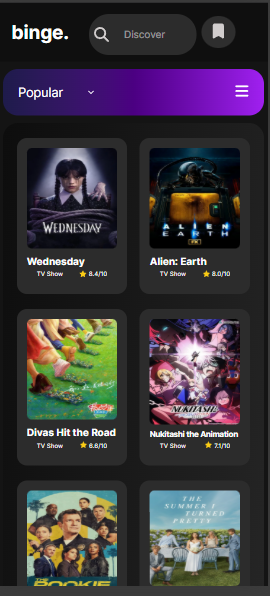 binge.
Discover
Popular
WEDNESDAY
Wednesday
TV Show 8.4/10
ALIEN:
EARTH
FX
Alien: Earth
TV Show 8.0/10
Divas Hit the Road
TV Show 6.6/10
NUKITASHI
Nukitashi the Animation
TV Show 7.1/10
THE
ROOKIE
THE SUMMER I
TURNED
PRETTY